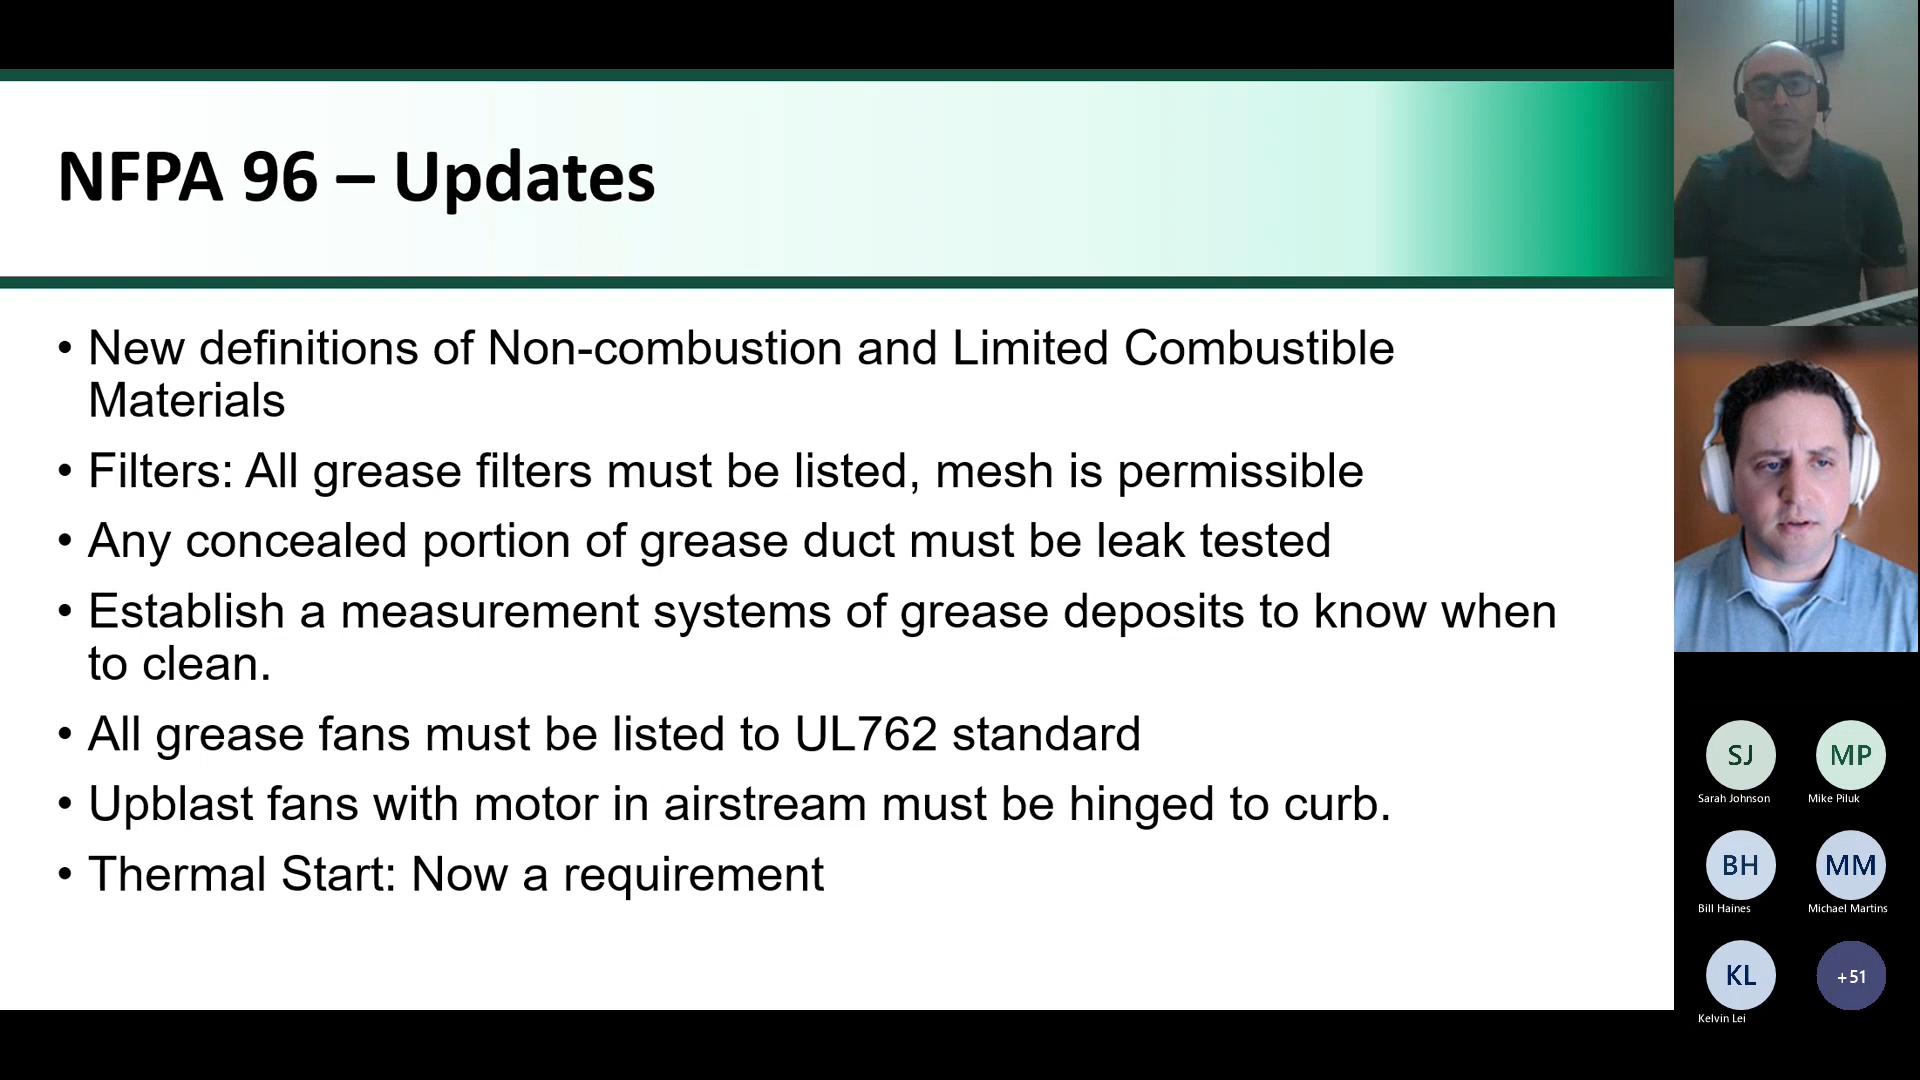 NFPA 96 – Updates
• New definitions of Non-combustion and Limited Combustible
Materials
• Filters: All grease filters must be listed, mesh is permissible
• Any concealed portion of grease duct must be leak tested
• Establish a measurement systems of grease deposits to know when
to clean.
• All grease fans must be listed to UL762 standard
• Upblast fans with motor in airstream must be hinged to curb.
• Thermal Start: Now a requirement
SJ
Sarah Johnson
MP
Mike Piluk
BH
Bill Haines
MM
Michael Martins
KL
Kelvin Lei
+51